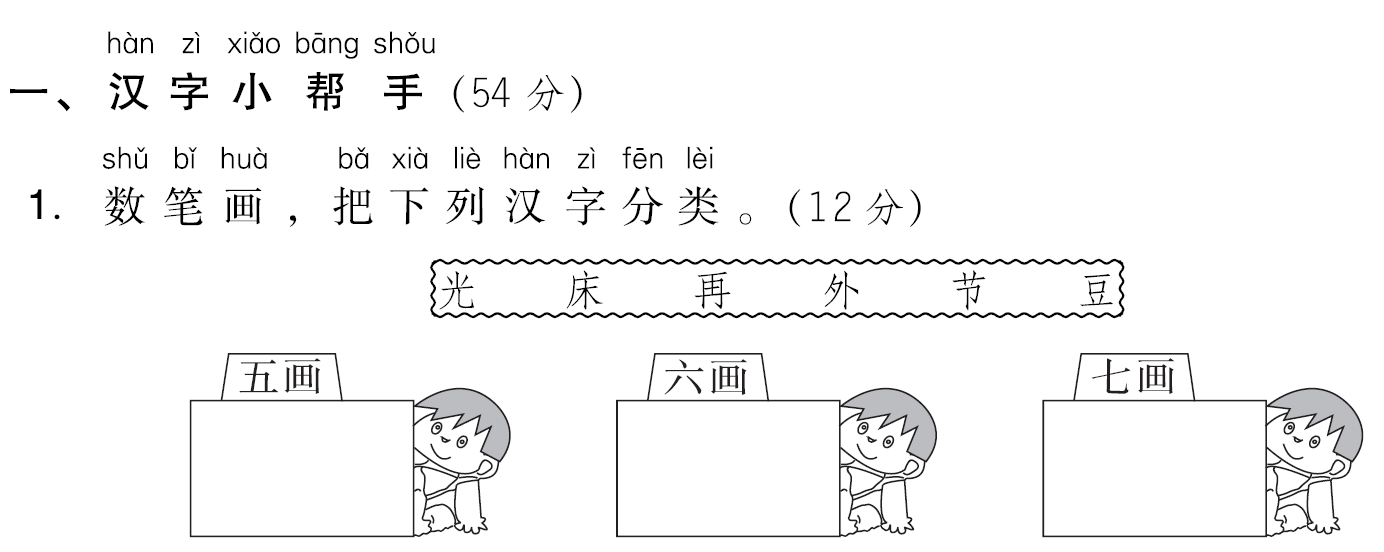 hàn zì xiǎo bāng shǒu
一、汉字小帮手(54分)
shǔ bǐ huà bǎ xià liè hàn zì fēn lèi
1. 数笔画,把下列汉字分类。(12分)
光 床 再 外 节 豆
五画 六画 七画